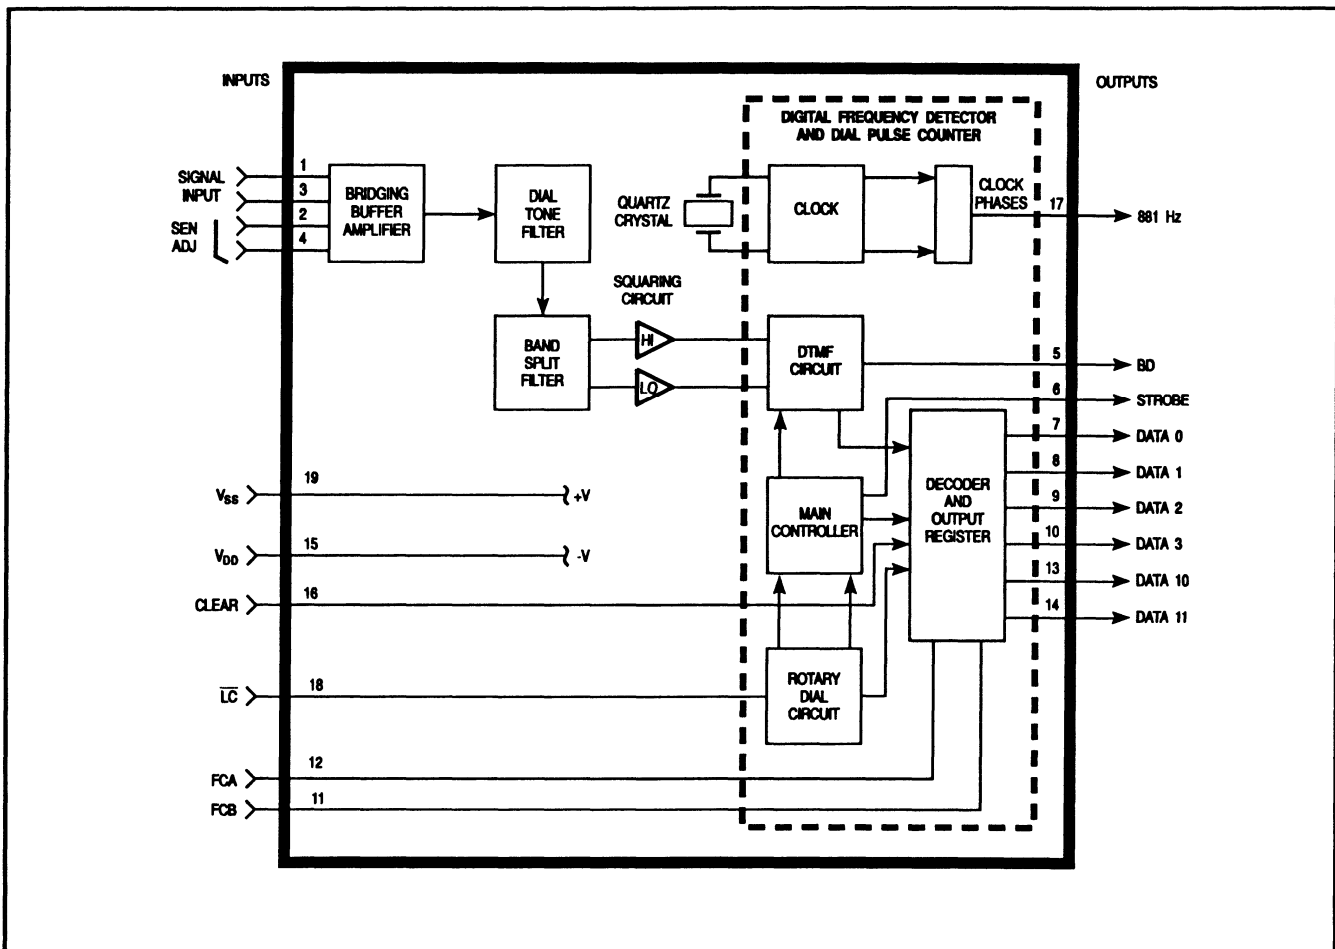 INPUTS
OUTPUTS
DIGITAL FREQUENCY DETECTOR
AND DIAL PULSE COUNTER
SIGNAL
INPUT
SEN
ADJ
1
3
2
4
BRIDGING
BUFFER
AMPLIFIER
DIAL
TONE
FILTER
QUARTZ
CRYSTAL
CLOCK
CLOCK
PHASES
17
881 Hz
SQUARING
CIRCUIT
BAND
SPLIT
FILTER
HI
LO
DTMF
CIRCUIT
5
BD
6
STROBE
7
DATA 0
8
DATA 1
9
DATA 2
10
DATA 3
13
DATA 10
14
DATA 11
DECODER
AND
OUTPUT
REGISTER
MAIN
CONTROLLER
VSS
19
+V
VDD
15
-V
CLEAR
16
L̅C̅
18
ROTARY
DIAL
CIRCUIT
FCA
12
FCB
11